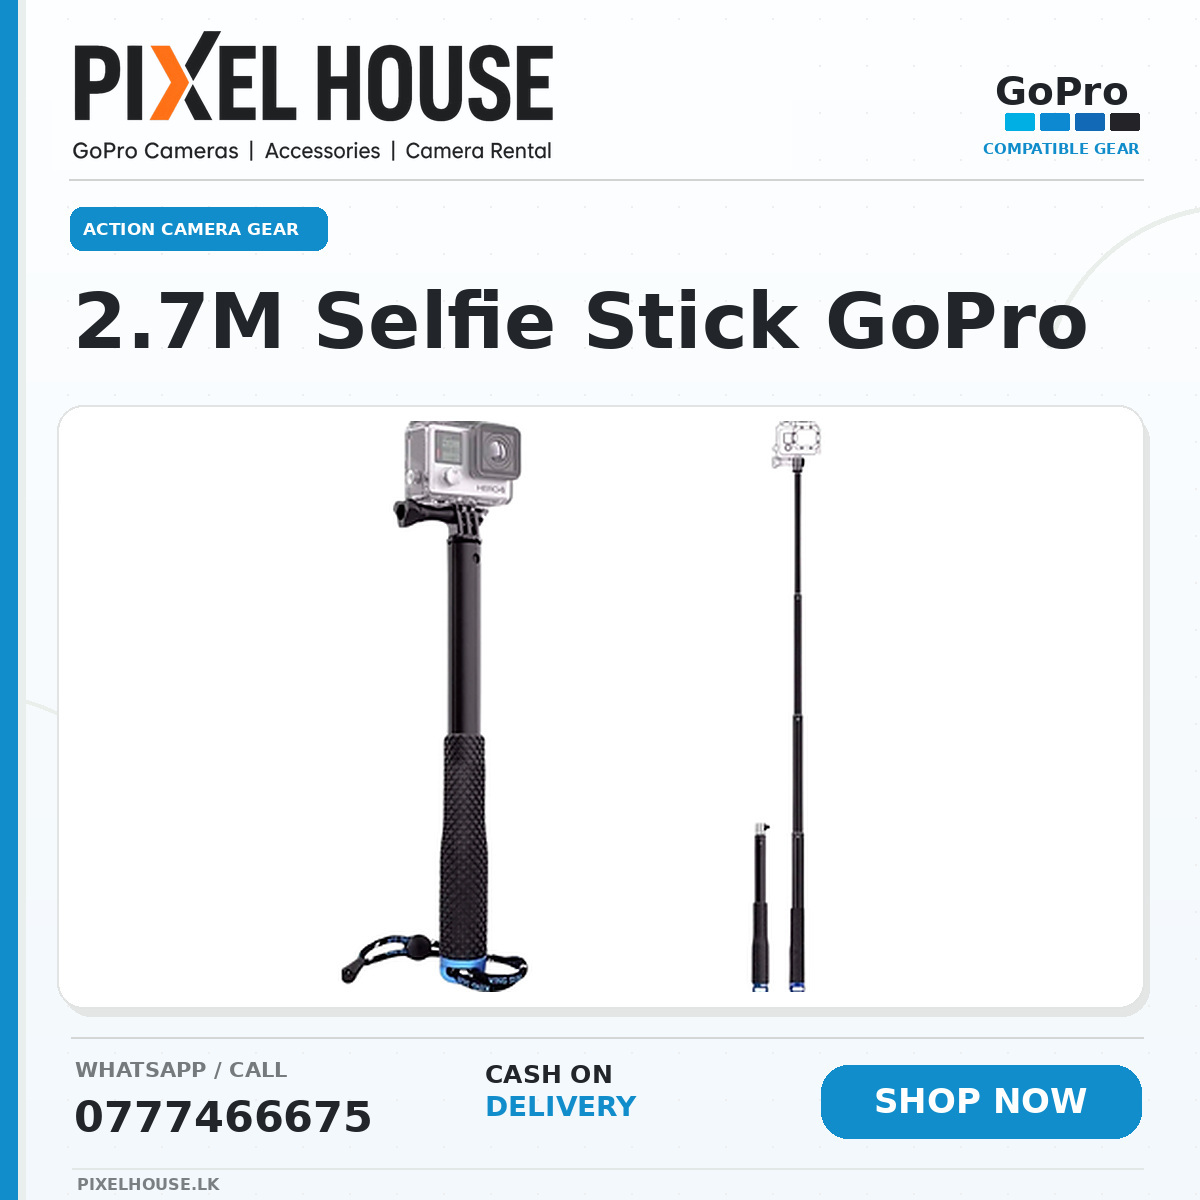 PIXEL HOUSE
GoPro Cameras | Accessories | Camera Rental
GoPro
COMPATIBLE GEAR
ACTION CAMERA GEAR
2.7M Selfie Stick GoPro
HERO4
WHATSAPP / CALL
0777466675
CASH ON
DELIVERY
SHOP NOW
PIXELHOUSE.LK